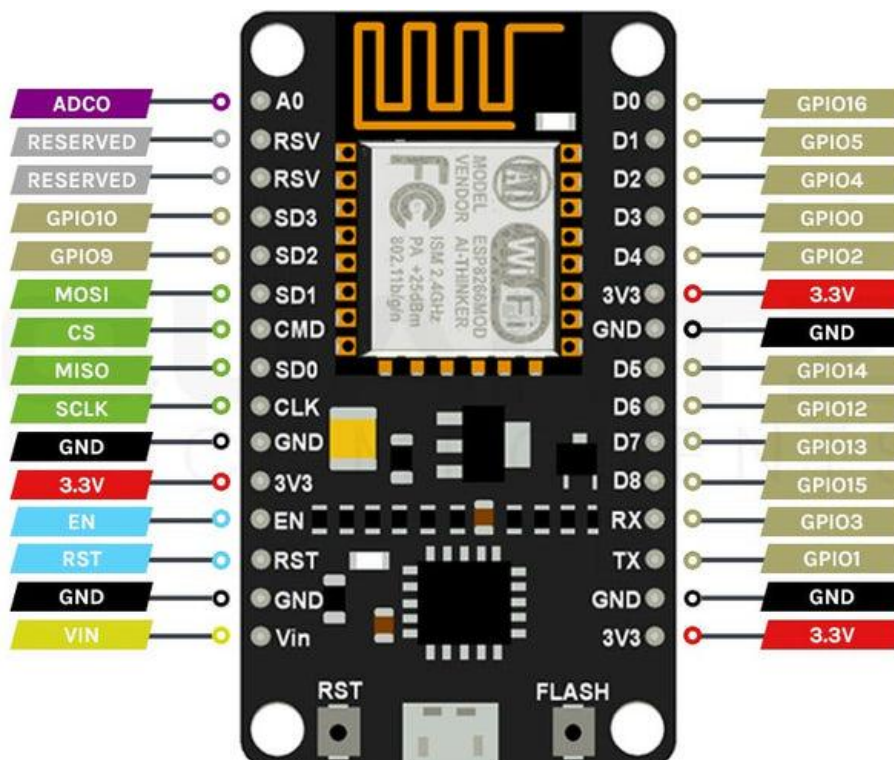 ADC0
RESERVED
RESERVED
GPIO10
GPIO9
MOSI
CS
MISO
SCLK
GND
3.3V
EN
RST
GND
VIN
A0
RSV
RSV
SD3
SD2
SD1
CMD
SD0
CLK
GND
3V3
EN
RST
GND
Vin
MODEL ESP8266MOD
VENDOR AI-THINKER
ISM 2.4GHz
PA +25dBm
802.11b/g/n
FC
Ai
WiFi
D0
D1
D2
D3
D4
3V3
GND
D5
D6
D7
D8
RX
TX
GND
3V3
GPIO16
GPIO5
GPIO4
GPIO0
GPIO2
3.3V
GND
GPIO14
GPIO12
GPIO13
GPIO15
GPIO3
GPIO1
GND
3.3V
RST
FLASH